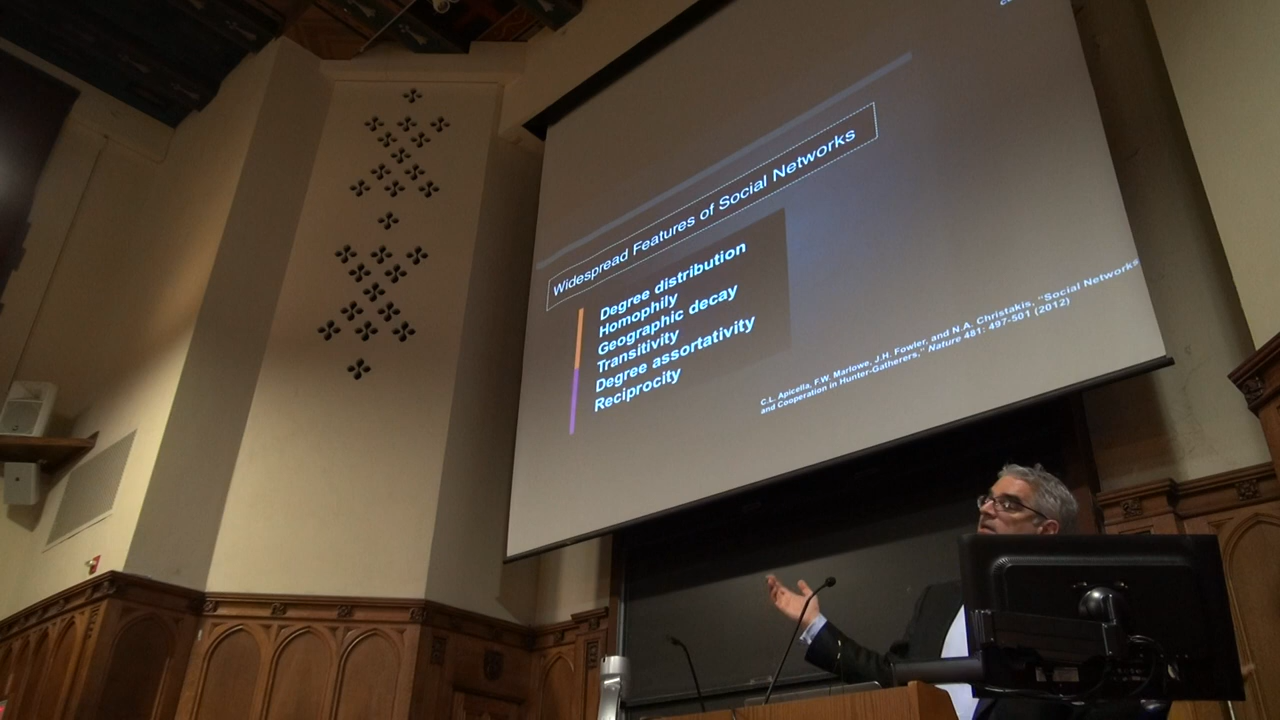 Widespread Features of Social Networks
Degree distribution
Homophily
Geographic decay
Transitivity
Degree assortativity
Reciprocity
C.L. Apicella, F.W. Marlowe, J.H. Fowler, and N.A. Christakis, "Social Networks
and Cooperation in Hunter-Gatherers," Nature 481: 497-501 (2012)